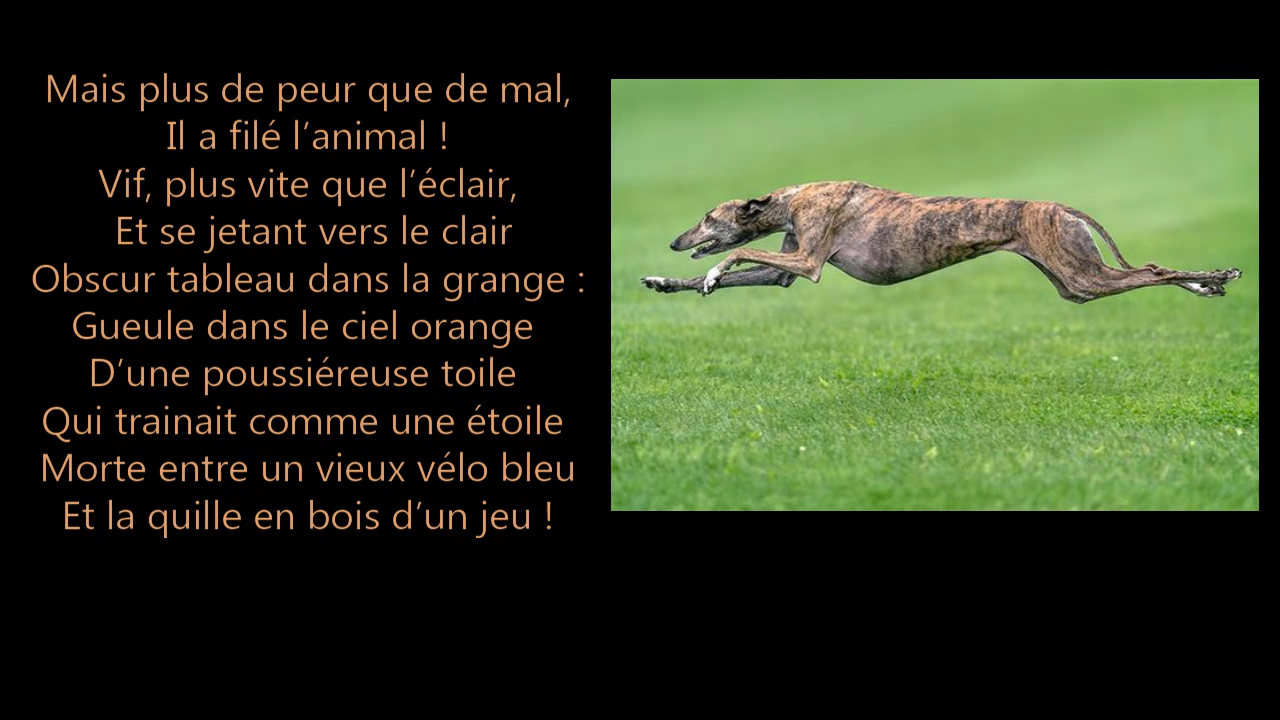 Mais plus de peur que de mal,
Il a filé l’animal !
Vif, plus vite que l’éclair,
Et se jetant vers le clair
Obscur tableau dans la grange :
Gueule dans le ciel orange
D’une poussiéreuse toile
Qui trainait comme une étoile
Morte entre un vieux vélo bleu
Et la quille en bois d’un jeu !